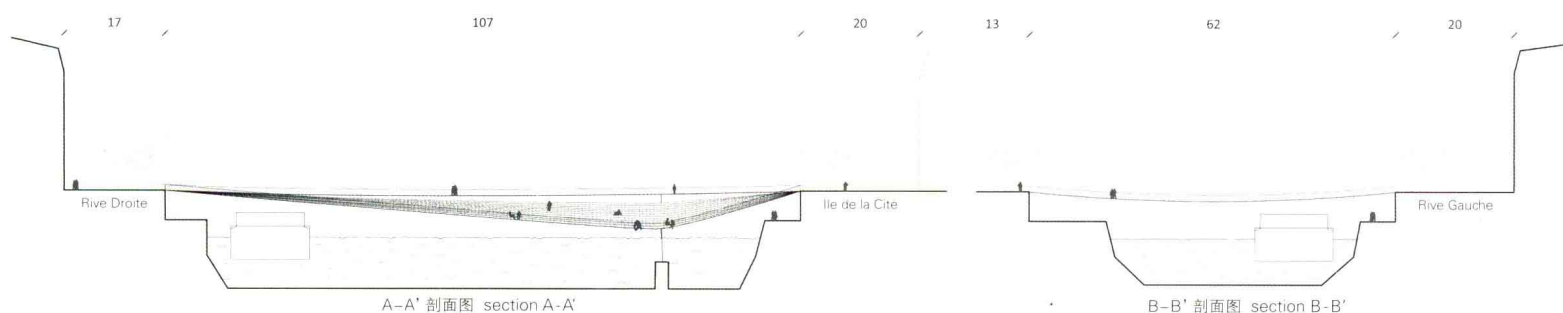 17 107 20 13 62 20
Rive Droite Ile de la Cite Rive Gauche
A-A' 剖面图 section A-A' B-B' 剖面图 section B-B'